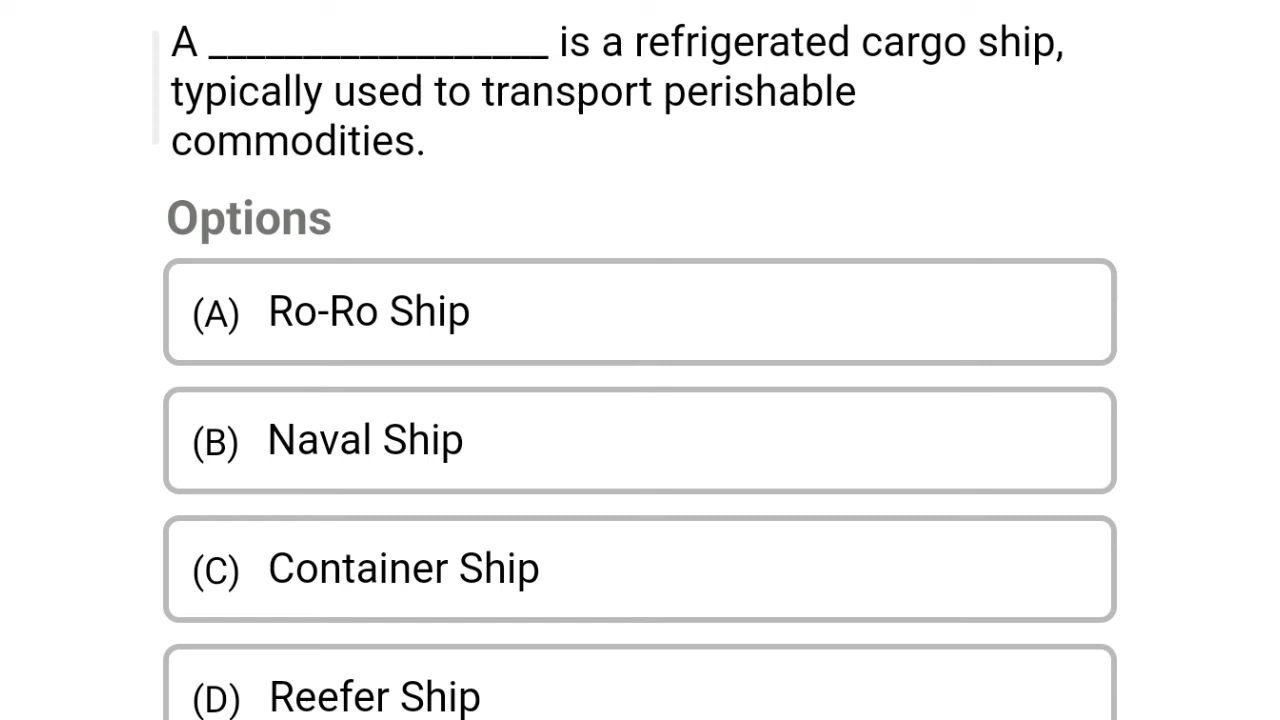 A __________________ is a refrigerated cargo ship,
typically used to transport perishable
commodities.
Options
(A) Ro-Ro Ship
(B) Naval Ship
(C) Container Ship
(D) Reefer Ship